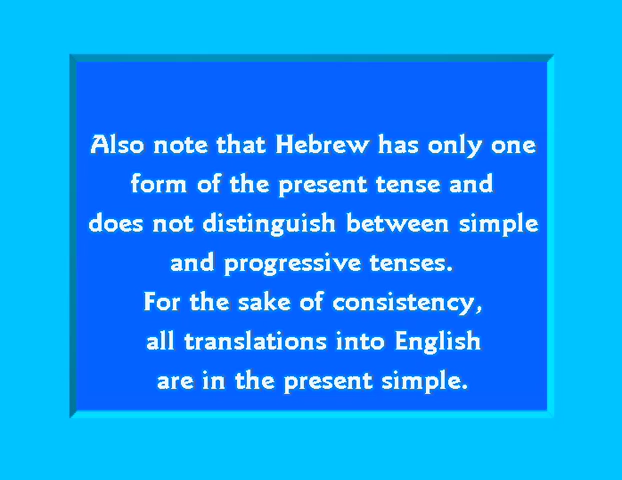 Also note that Hebrew has only one
form of the present tense and
does not distinguish between simple
and progressive tenses.
For the sake of consistency,
all translations into English
are in the present simple.